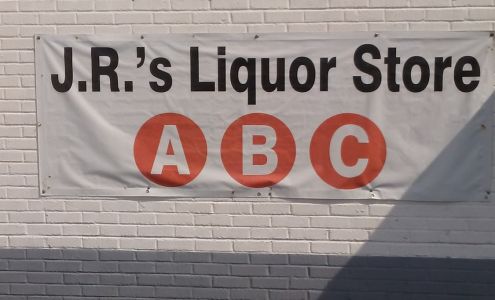 J.R.'s Liquor Store
A B C